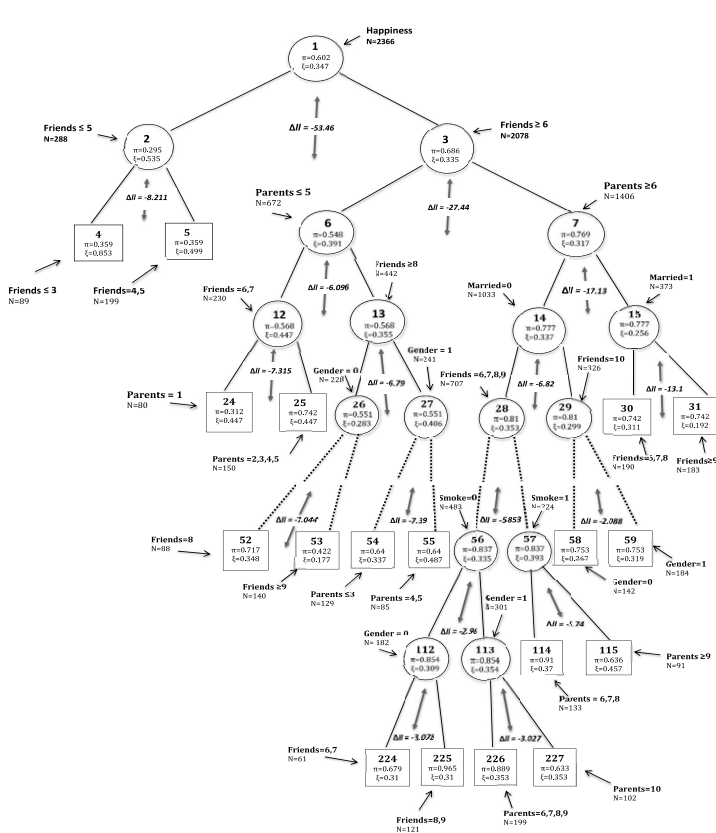 Happiness
N=2366
1
π=0.602
ξ=0.347
Δll = -53.46
Friends ≤ 5
N=288
2
π=0.295
ξ=0.535
Friends ≥ 6
N=2078
3
π=0.686
ξ=0.335
Δll = -8.211
Δll = -27.44
Parents ≤ 5
N=672
Parents ≥6
N=1406
4
π=0.359
ξ=0.853
5
π=0.359
ξ=0.499
6
π=0.548
ξ=0.391
7
π=0.769
ξ=0.317
Friends ≤ 3
N=89
Friends=4,5
N=199
Δll = -6.096
Δll = -17.13
Friends=6,7
N=230
Friends ≥8
N=442
Married=0
N=1033
Married=1
N=373
12
π=0.568
ξ=0.447
13
π=0.568
ξ=0.355
14
π=0.777
ξ=0.337
15
π=0.777
ξ=0.256
Δll = -7.315
Δll = -6.79
Δll = -6.82
Δll = -13.1
Gender = 0
N= 228
Gender = 1
N=241
Friends =6,7,8,9
N=707
Friends=10
N=326
Parents = 1
N=80
24
π=0.312
ξ=0.447
25
π=0.742
ξ=0.447
26
π=0.551
ξ=0.283
27
π=0.551
ξ=0.406
28
π=0.81
ξ=0.353
29
π=0.81
ξ=0.299
30
π=0.742
ξ=0.311
31
π=0.742
ξ=0.192
Parents =2,3,4,5
N=150
Friends=6,7,8
N=190
Friends≥9
N=183
Smoke=0
N=483
Smoke=1
N=224
Δll = -7.044
Δll = -7.39
Δll = -5853
Δll = -2.088
Friends=8
N=88
52
π=0.717
ξ=0.348
53
π=0.422
ξ=0.177
54
π=0.64
ξ=0.337
55
π=0.64
ξ=0.487
56
π=0.837
ξ=0.335
57
π=0.837
ξ=0.393
58
π=0.753
ξ=0.267
59
π=0.753
ξ=0.319
Gender=1
N=184
Friends ≥9
N=140
Parents ≤3
N=129
Parents =4,5
N=85
Gender=0
N=142
Gender = 0
N= 182
Gender =1
N=301
Δll = -2.96
Δll = -5.74
112
π=0.854
ξ=0.309
113
π=0.854
ξ=0.354
114
π=0.91
ξ=0.37
115
π=0.636
ξ=0.457
Parents ≥9
N=91
Parents = 6,7,8
N=133
Δll = -3.078
Δll = -3.027
Friends=6,7
N=61
224
π=0.679
ξ=0.31
225
π=0.965
ξ=0.31
226
π=0.889
ξ=0.353
227
π=0.633
ξ=0.353
Parents=10
N=102
Friends=8,9
N=121
Parents=6,7,8,9
N=199